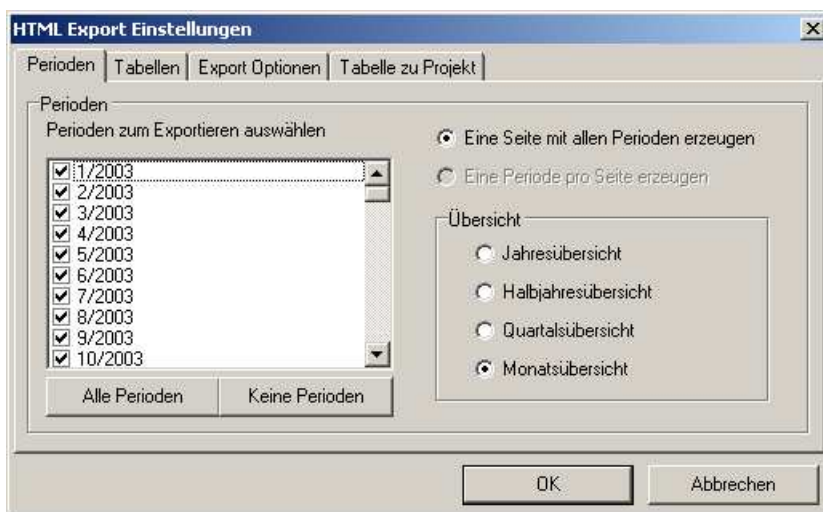 HTML Export Einstellungen
Perioden Tabellen Export Optionen Tabelle zu Projekt
Perioden
Perioden zum Exportieren auswählen
1/2003
2/2003
3/2003
4/2003
5/2003
6/2003
7/2003
8/2003
9/2003
10/2003
Alle Perioden Keine Perioden
Eine Seite mit allen Perioden erzeugen
Eine Periode pro Seite erzeugen
Übersicht
Jahresübersicht
Halbjahresübersicht
Quartalsübersicht
Monatsübersicht
OK Abbrechen